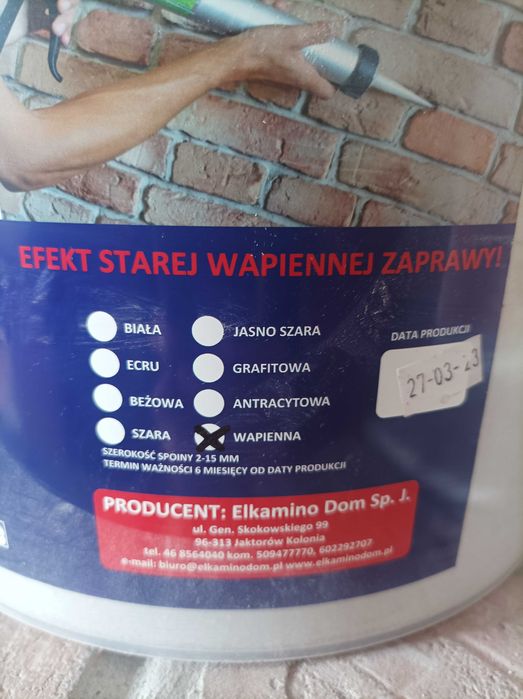 EFEKT STAREJ WAPIENNEJ ZAPRAWY!
BIAŁA
JASNO SZARA
DATA PRODUKCJI
ECRU
GRAFITOWA
27-03-23
BEŻOWA
ANTRACYTOWA
SZARA
WAPIENNA
SZEROKOŚĆ SPOINY 2-15 MM
TERMIN WAŻNOŚCI 6 MIESIĘCY OD DATY PRODUKCJI
PRODUCENT: Elkamino Dom Sp. J.
ul. Gen. Skokowskiego 99
96-313 Jaktorów Kolonia
tel. 46 8564040 kom. 509477770, 602292707
e-mail: biuro@elkaminodom.pl www.elkaminodom.pl